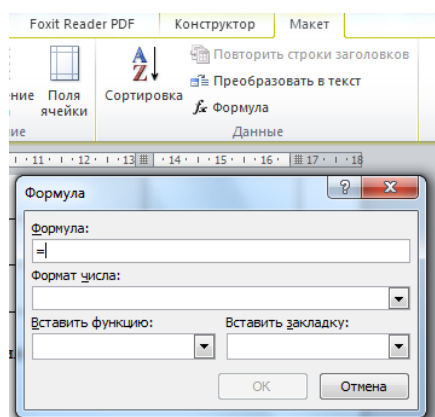 Foxit Reader PDF Конструктор Макет
Повторить строки заголовков
Преобразовать в текст
Поля ячейки
Сортировка
Формула
Данные
11 12 13 14 15 16 17 18
Формула
Формула:
=
Формат числа:
Вставить функцию: Вставить закладку:
ОК Отмена